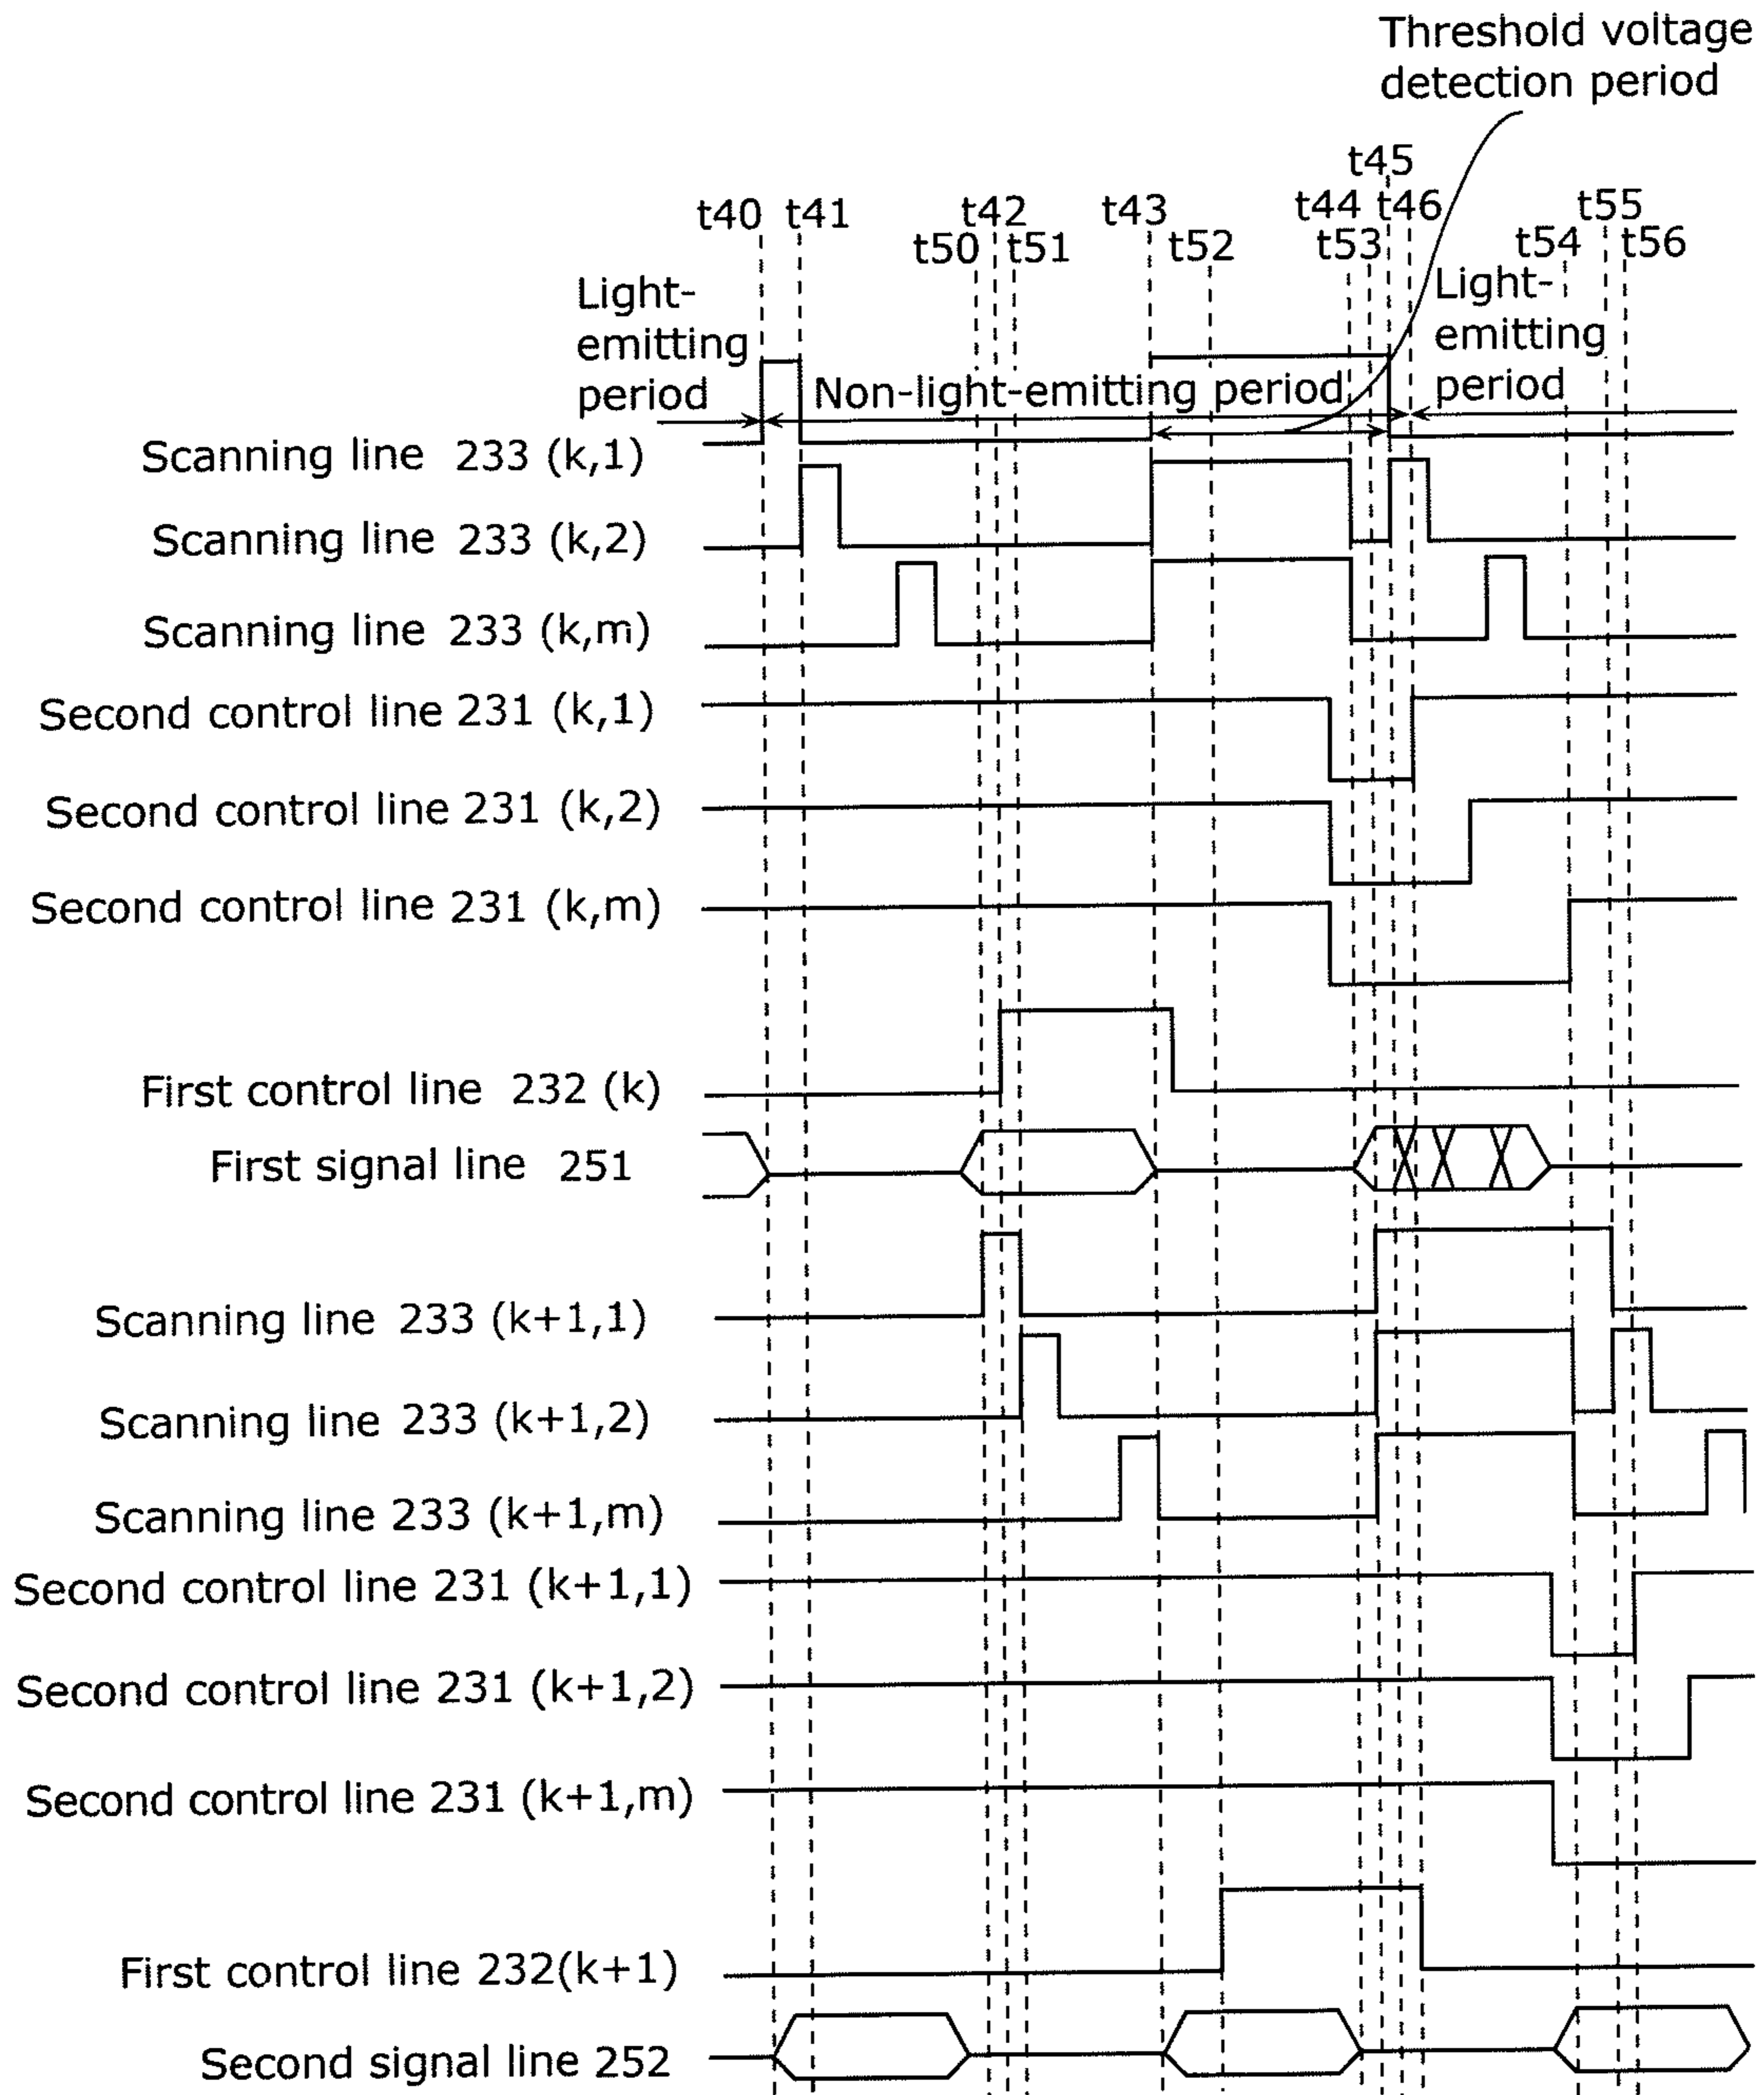 Threshold voltage
detection period
t45
t40 t41 t42 t43 t44 t46 t55
t50 t51 t52 t53 t54 t56
Light-
emitting
period
Non-light-emitting period
Light-
emitting
period
Scanning line 233 (k,1)
Scanning line 233 (k,2)
Scanning line 233 (k,m)
Second control line 231 (k,1)
Second control line 231 (k,2)
Second control line 231 (k,m)
First control line 232 (k)
First signal line 251
Scanning line 233 (k+1,1)
Scanning line 233 (k+1,2)
Scanning line 233 (k+1,m)
Second control line 231 (k+1,1)
Second control line 231 (k+1,2)
Second control line 231 (k+1,m)
First control line 232(k+1)
Second signal line 252